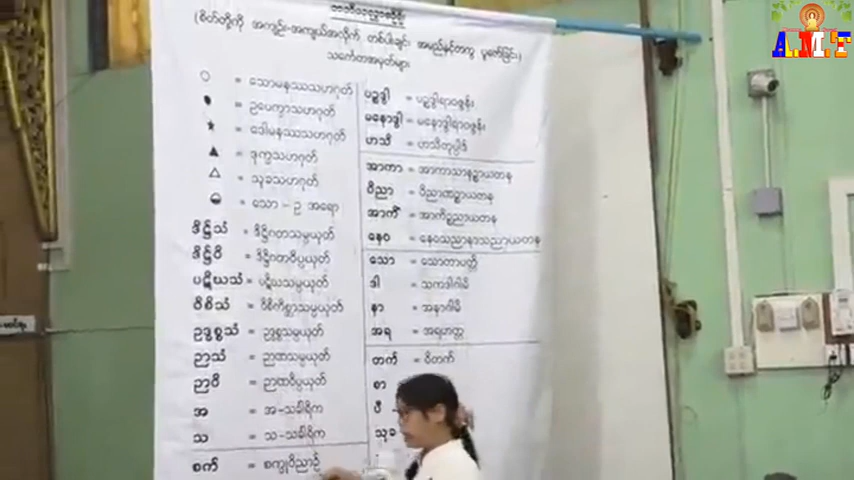 (စိတ်တို့ကို အကျဉ်း-အကျယ်အလိုက် တစ်ပါးချင်း အမည်နှင့်တကွ ပူဇော်ခြင်း)
သင်္ကေတအမှတ်များ
○ = သောမနဿသဟဂုတ်
● = ဥပေက္ခာသဟဂုတ်
★ = ဒေါမနဿသဟဂုတ်
▲ = ဒုက္ခသဟဂုတ်
△ = သုခသဟဂုတ်
= သော - ဥ အရော
ဒိဋ္ဌိသံ = ဒိဋ္ဌိဂတသမ္ပယုတ်
ဒိဋ္ဌိဝိ = ဒိဋ္ဌိဂတဝိပ္ပယုတ်
ပဋိဃသံ = ပဋိဃသမ္ပယုတ်
ဝိစိသံ = ဝိစိကိစ္ဆာသမ္ပယုတ်
ဥဒ္ဓစ္စသံ = ဥဒ္ဓစ္စသမ္ပယုတ်
ဉာသံ = ဉာဏသမ္ပယုတ်
ဉာဝိ = ဉာဏဝိပ္ပယုတ်
အ = အ-သင်္ခါရိက
သ = သ-သင်္ခါရိက
စက် = စက္ခုဝိညာဉ်
ပဉ္စဒွါ = ပဉ္စဒွါရာဝဇ္ဇန်း
မနောဒွါ = မနောဒွါရာဝဇ္ဇန်း
ဟသိ = ဟသိတုပ္ပါဒ်
အာကာ = အာကာသာနဉ္စာယတန
ဝိညာ = ဝိညာဏဉ္စာယတန
အာကိံ = အာကိဉ္စညာယတန
နေဝ = နေဝသညာနာသညာယတန
သော = သောတာပတ္တိ
ဒါ = သကဒါဂါမိ
နာ = အနာဂါမိ
အရ = အရဟတ္တ
တက် = ဝိတက်
စာ
ပီ -
သုခ
AMT